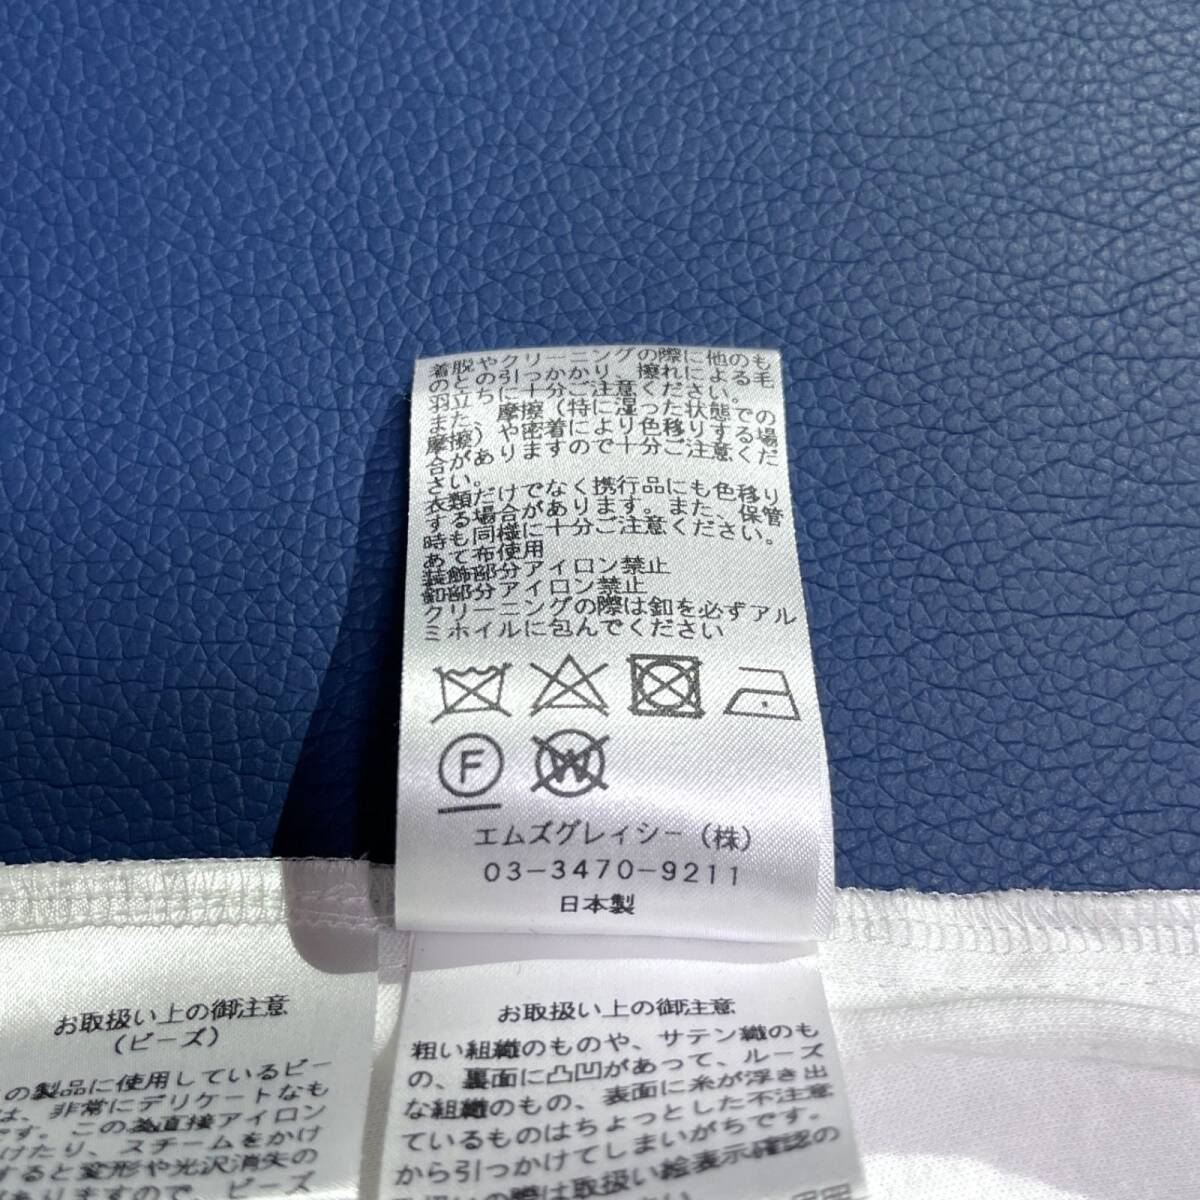 着脱やクリーニングの際に他のも
のとの引っかかり、擦れによる毛
羽立ちに十分ご注意ください。
また、摩擦(特に湿った状態での
摩擦)や密着により色移りする場
合がありますので十分ご注意くだ
さい。
衣類だけでなく携行品にも色移り
する場合があります。また、保管
時も同様に十分ご注意ください。
あて布使用
装飾部分アイロン禁止
釦部分アイロン禁止
クリーニングの際は釦を必ずアル
ミホイルに包んでください
F W
エムズグレイシー(株)
03-3470-9211
日本製
お取扱い上の御注意
(ビーズ)
の製品に使用しているビー
は、非常にデリケートなも
です。この為直接アイロン
けたり、スチームをかけ
すると変形や光沢消失の
ありますので、ビーズ
お取扱い上の御注意
粗い組織のものや、サテン織のも
の、裏面に凸凹があって、ルーズ
な組織のもの、表面に糸が浮き出
ているものはちょっとした不注意
から引っかけてしまいがちです。
の際は取扱い絵表示確認の